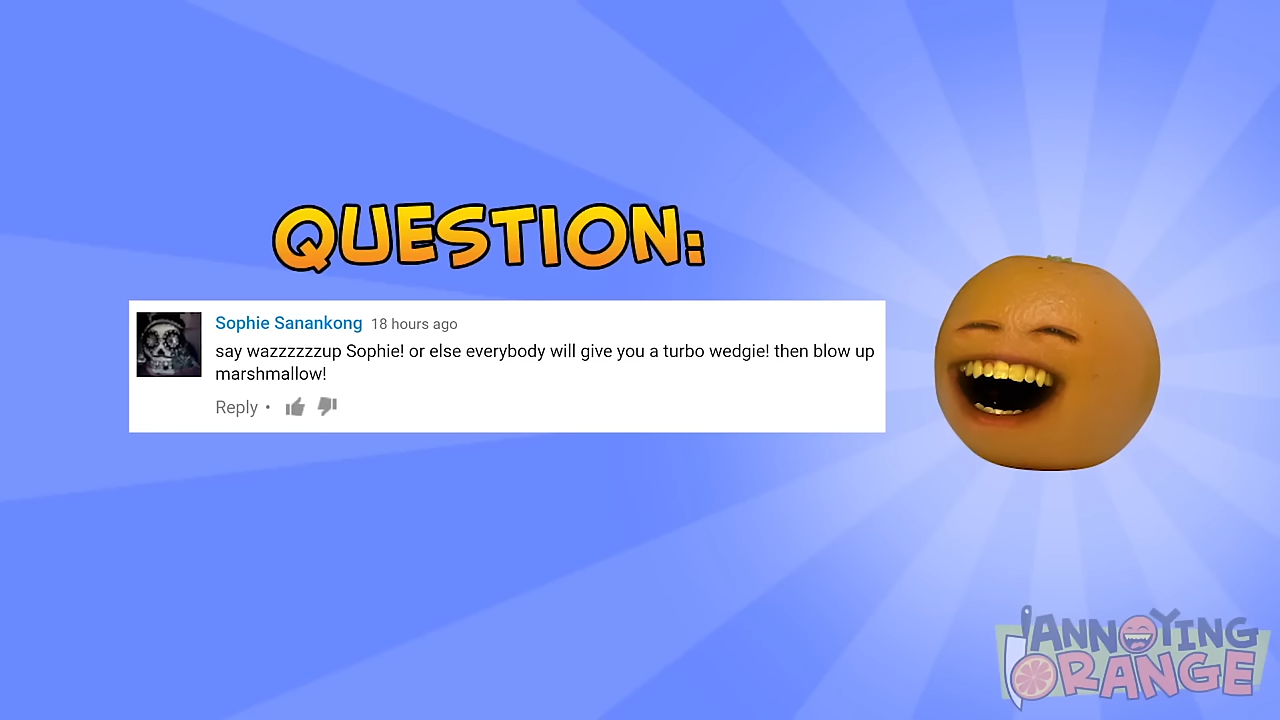 QUESTION:
Sophie Sanankong 18 hours ago
say wazzzzzzup Sophie! or else everybody will give you a turbo wedgie! then blow up
marshmallow!
Reply •
ANNOYING
ORANGE